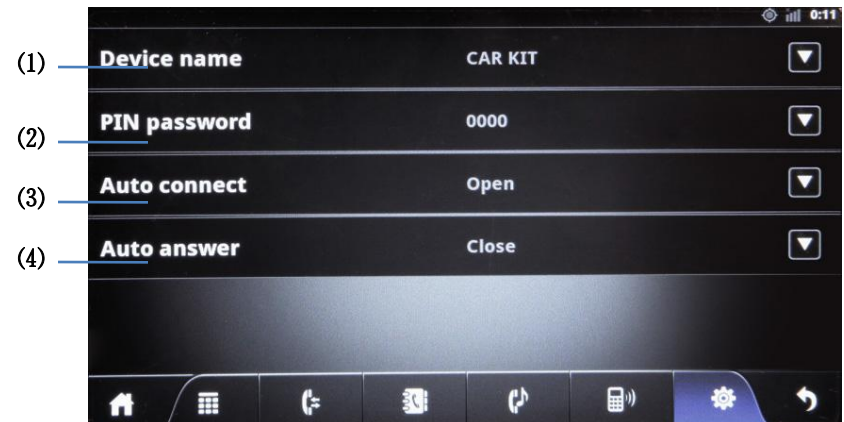 0:11
(1) Device name CAR KIT
(2) PIN password 0000
(3) Auto connect Open
(4) Auto answer Close